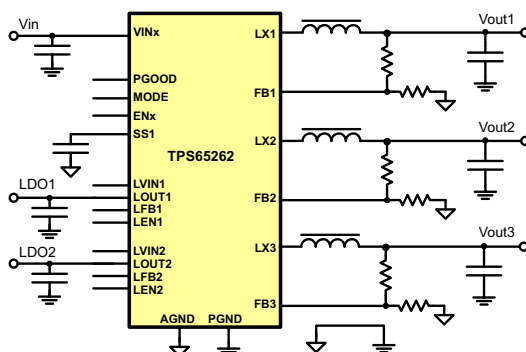 Vin
VINx
PGOOD
MODE
ENx
SS1
TPS65262
LDO1
LVIN1
LOUT1
LFB1
LEN1
LDO2
LVIN2
LOUT2
LFB2
LEN2
AGND
PGND
LX1
Vout1
FB1
LX2
Vout2
FB2
LX3
Vout3
FB3